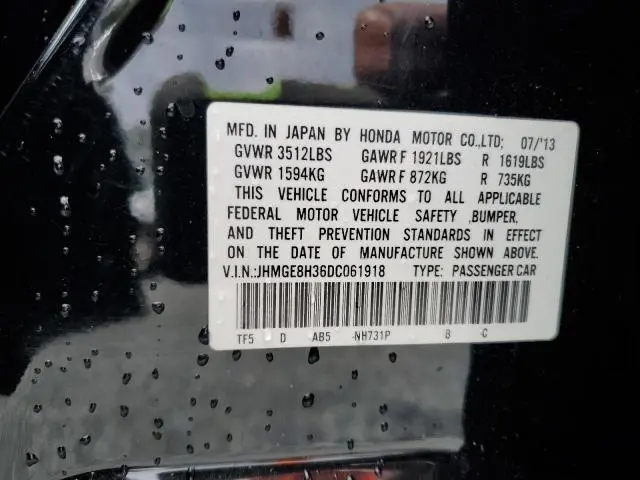 MFD. IN JAPAN BY HONDA MOTOR CO.,LTD; 07/'13
GVWR 3512LBS GAWR F 1921LBS R 1619LBS
GVWR 1594KG GAWR F 872KG R 735KG
THIS VEHICLE CONFORMS TO ALL APPLICABLE
FEDERAL MOTOR VEHICLE SAFETY ,BUMPER,
AND THEFT PREVENTION STANDARDS IN EFFECT
ON THE DATE OF MANUFACTURE SHOWN ABOVE.
V.I.N.:JHMGE8H36DC061918 TYPE: PASSENGER CAR
TF5 D AB5 NH731P B C